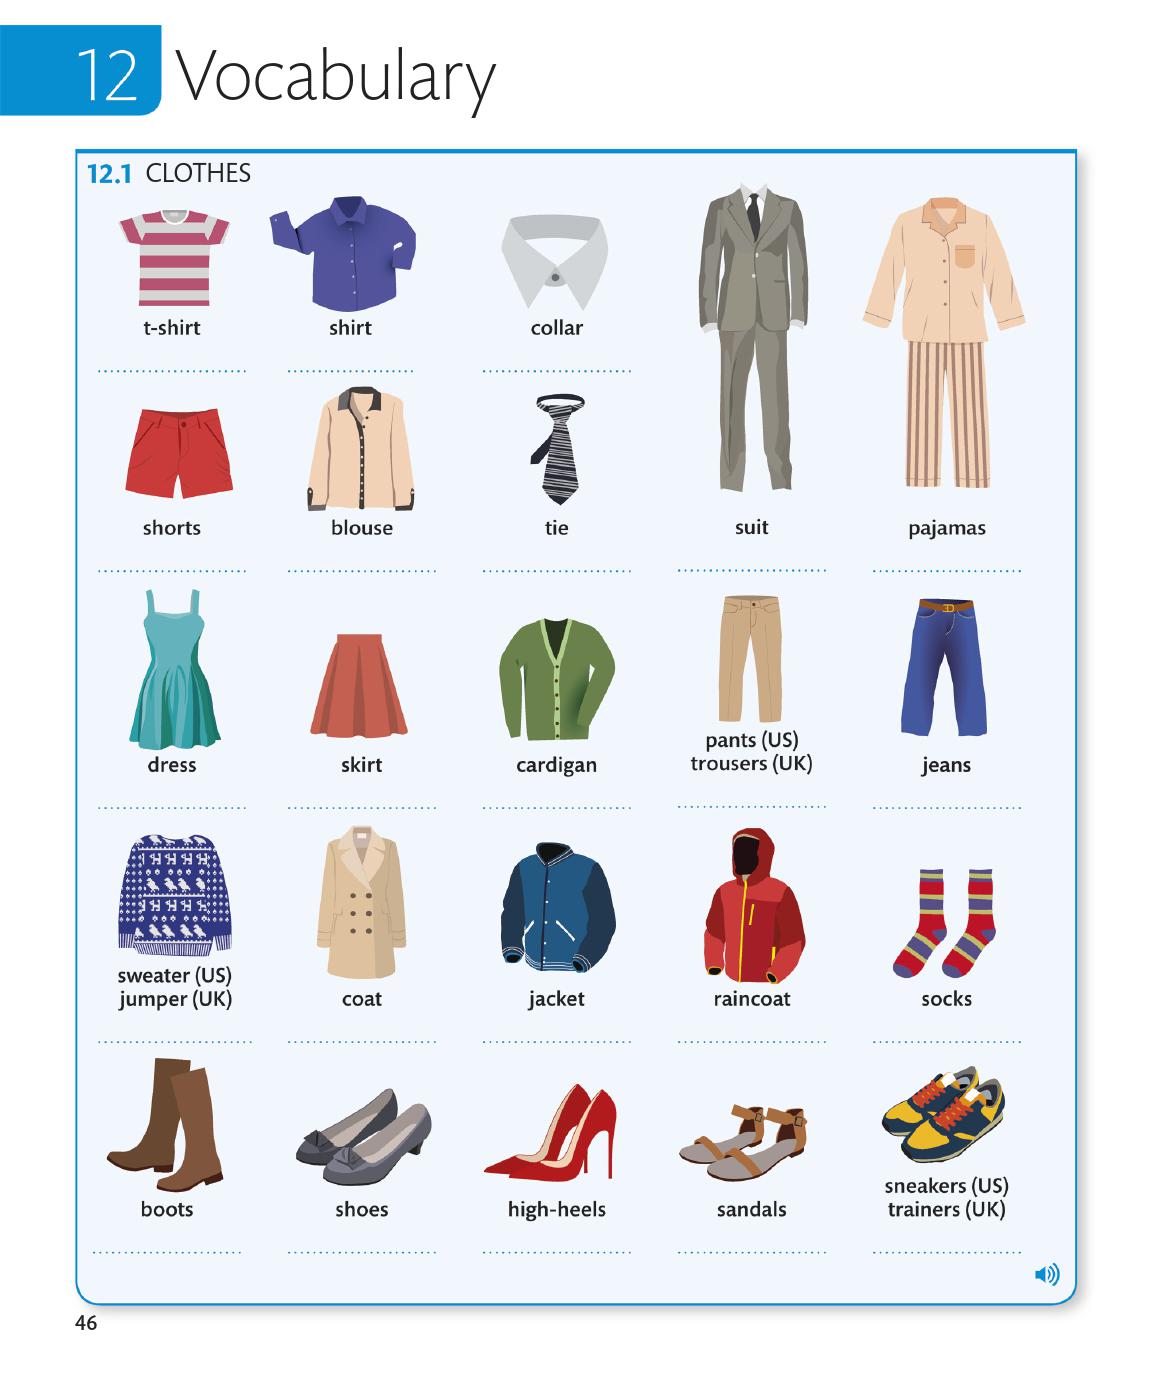 12 Vocabulary
12.1 CLOTHES
t-shirt
shirt
collar
shorts
blouse
tie
suit
pajamas
dress
skirt
cardigan
pants (US)
trousers (UK)
jeans
sweater (US)
jumper (UK)
coat
jacket
raincoat
socks
boots
shoes
high-heels
sandals
sneakers (US)
trainers (UK)
46